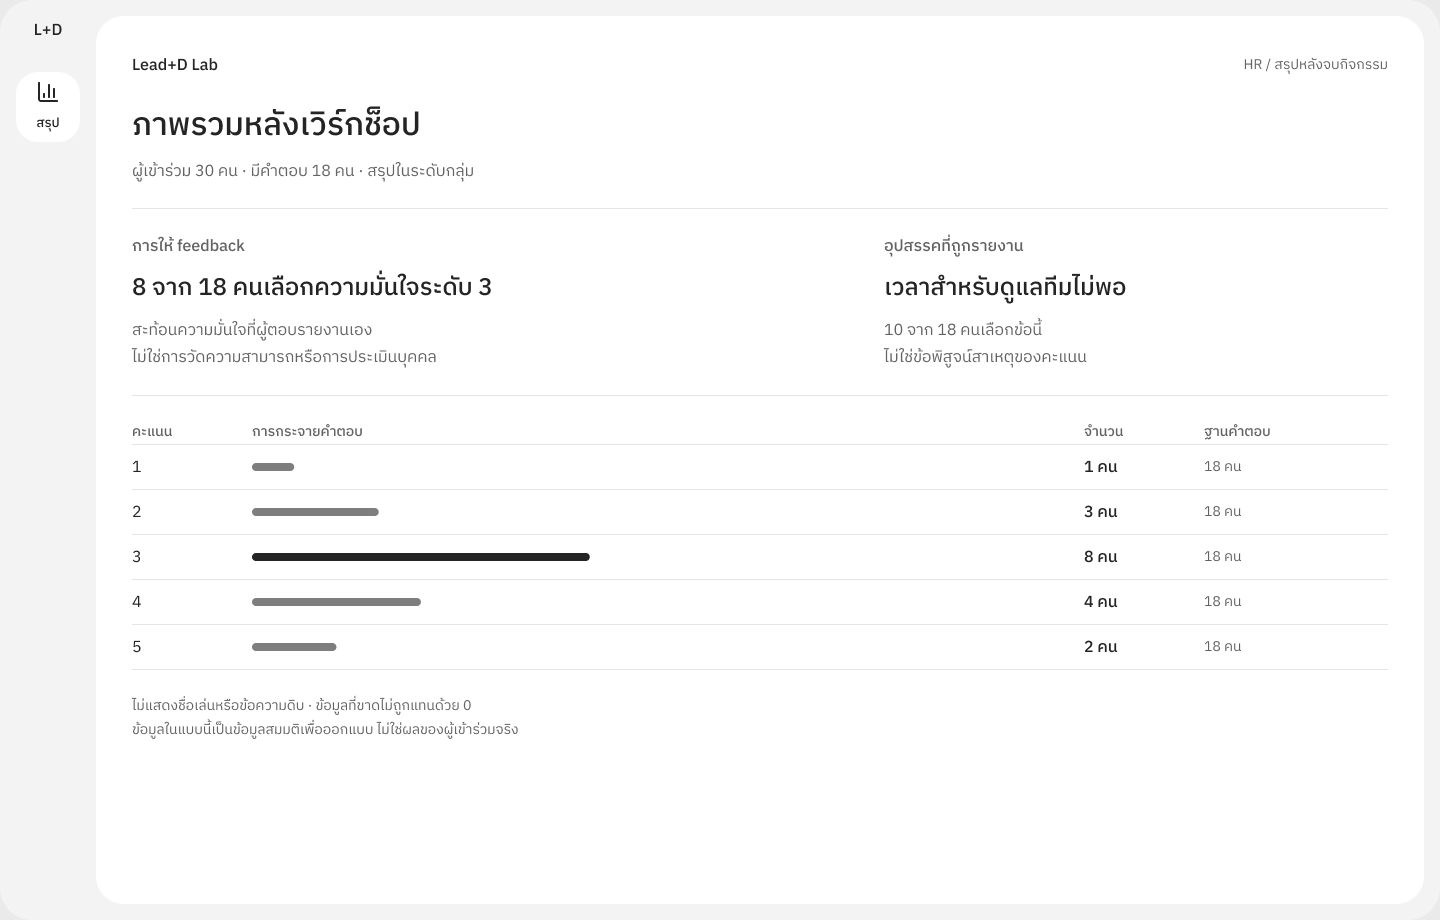 L+D
สรุป
Lead+D Lab
HR / สรุปหลังจบกิจกรรม
ภาพรวมหลังเวิร์กช็อป
ผู้เข้าร่วม 30 คน · มีคำตอบ 18 คน · สรุปในระดับกลุ่ม
การให้ feedback
8 จาก 18 คนเลือกความมั่นใจระดับ 3
สะท้อนความมั่นใจที่ผู้ตอบรายงานเอง
ไม่ใช่การวัดความสามารถหรือการประเมินบุคคล
อุปสรรคที่ถูกรายงาน
เวลาสำหรับดูแลทีมไม่พอ
10 จาก 18 คนเลือกข้อนี้
ไม่ใช่ข้อพิสูจน์สาเหตุของคะแนน
คะแนน การกระจายคำตอบ จำนวน ฐานคำตอบ
1 1 คน 18 คน
2 3 คน 18 คน
3 8 คน 18 คน
4 4 คน 18 คน
5 2 คน 18 คน
ไม่แสดงชื่อเล่นหรือข้อความดิบ · ข้อมูลที่ขาดไม่ถูกแทนด้วย 0
ข้อมูลในแบบนี้เป็นข้อมูลสมมติเพื่อออกแบบ ไม่ใช่ผลของผู้เข้าร่วมจริง